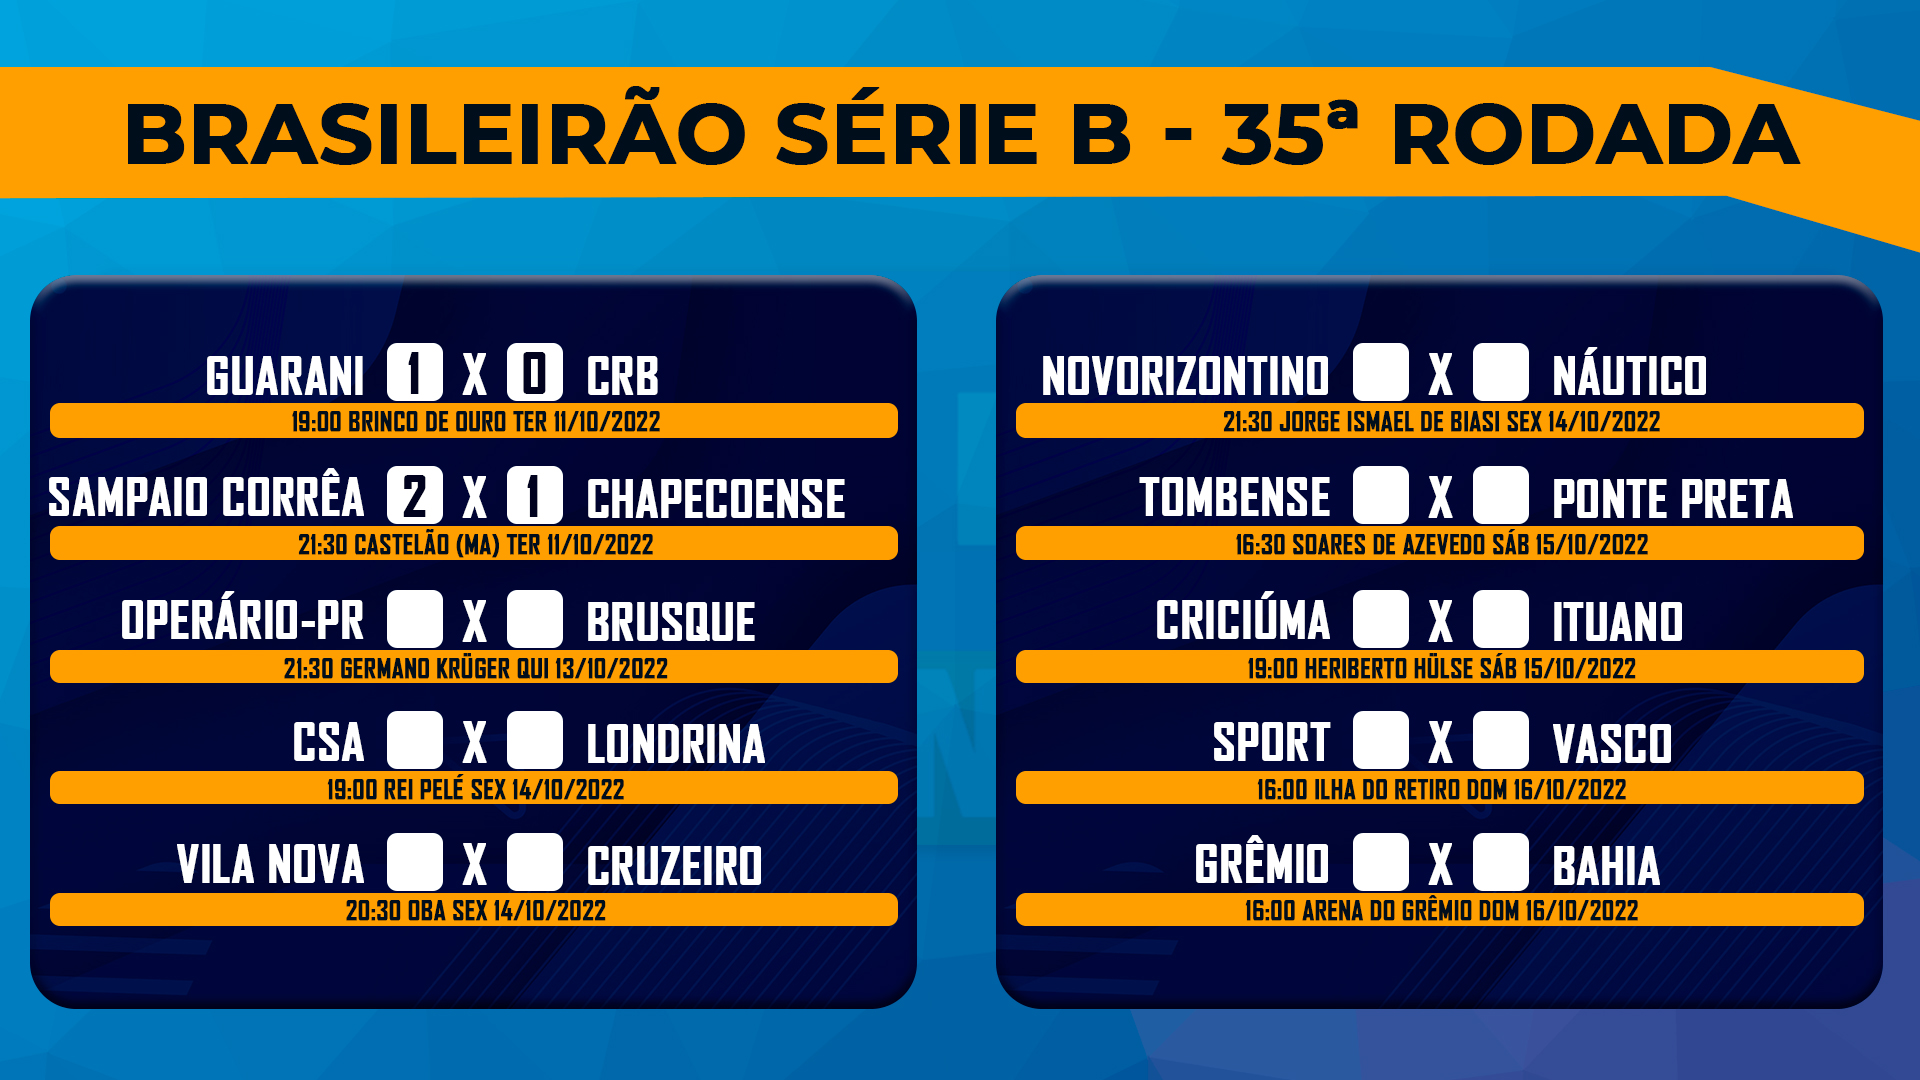 BRASILEIRÃO SÉRIE B - 35ª RODADA
GUARANI 1 X 0 CRB
19:00 BRINCO DE OURO TER 11/10/2022
SAMPAIO CORRÊA 2 X 1 CHAPECOENSE
21:30 CASTELÃO (MA) TER 11/10/2022
OPERÁRIO-PR X BRUSQUE
21:30 GERMANO KRÜGER QUI 13/10/2022
CSA X LONDRINA
19:00 REI PELÉ SEX 14/10/2022
VILA NOVA X CRUZEIRO
20:30 OBA SEX 14/10/2022
NOVORIZONTINO X NÁUTICO
21:30 JORGE ISMAEL DE BIASI SEX 14/10/2022
TOMBENSE X PONTE PRETA
16:30 SOARES DE AZEVEDO SÁB 15/10/2022
CRICIÚMA X ITUANO
19:00 HERIBERTO HÜLSE SÁB 15/10/2022
SPORT X VASCO
16:00 ILHA DO RETIRO DOM 16/10/2022
GRÊMIO X BAHIA
16:00 ARENA DO GRÊMIO DOM 16/10/2022